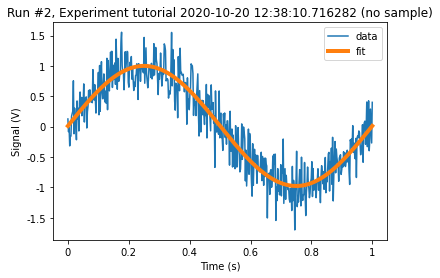 Run #2, Experiment tutorial 2020-10-20 12:38:10.716282 (no sample)
data
fit
Signal (V)
1.5
1
0.5
0
-0.5
-1
-1.5
0
0.2
0.4
0.6
0.8
1
Time (s)